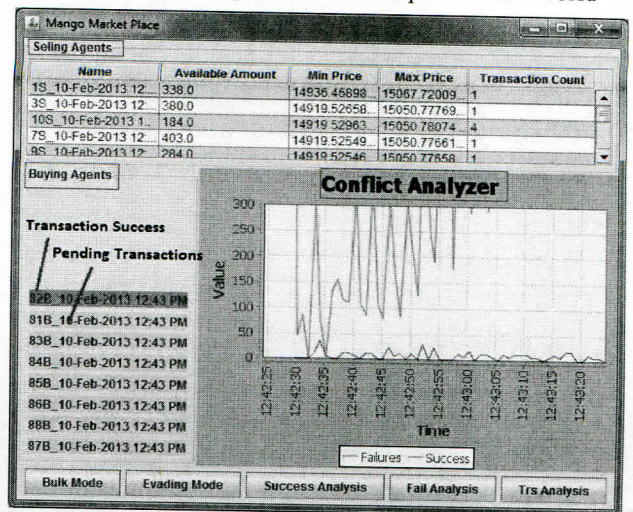 Mango Market Place
Seling Agents
Name Available Amount Min Price Max Price Transaction Count
1S_10-Feb-2013 12:... 338.0 14936.46898... 15067.72009... 1
3S_10-Feb-2013 12:... 380.0 14919.52658... 15050.77769... 1
10S_10-Feb-2013 1... 184.0 14919.52963... 15050.78074... 4
7S_10-Feb-2013 12:... 403.0 14919.52549... 15050.77661... 1
9S_10-Feb-2013 12:... 284.0 14919.52546... 15050.77658... 1
Buying Agents
Conflict Analyzer
Transaction Success
Pending Transactions
82B_10-Feb-2013 12:43 PM
81B_10-Feb-2013 12:43 PM
83B_10-Feb-2013 12:43 PM
84B_10-Feb-2013 12:43 PM
85B_10-Feb-2013 12:43 PM
86B_10-Feb-2013 12:43 PM
88B_10-Feb-2013 12:43 PM
87B_10-Feb-2013 12:43 PM
Value
300
250
200
150
100
50
0
12:42:25 12:42:30 12:42:35 12:42:40 12:42:45 12:42:50 12:42:55 12:43:00 12:43:05 12:43:10 12:43:15 12:43:20
Time
Failures Success
Bulk Mode Evading Mode Success Analysis Fail Analysis Trs Analysis